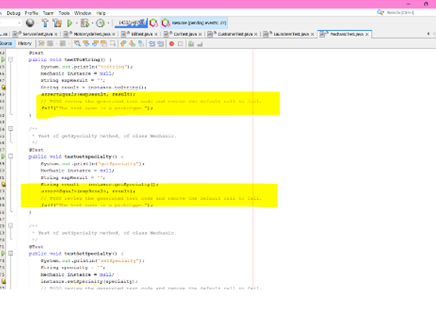 Debug Profile Team Tools Window Help
Source History
@Test
public void testToString() {
System.out.println("toString");
Mechanic instance = null;
String expResult = "";
String result = instance.toString();
assertEquals(expResult, result);
// TODO review the generated test code and remove the default call to fail.
fail("The test case is a prototype.");
}
/**
* Test of getSpecialty method, of class Mechanic.
*/
@Test
public void testGetSpecialty() {
System.out.println("getSpecialty");
Mechanic instance = null;
String expResult = "";
String result = instance.getSpecialty();
assertEquals(expResult, result);
// TODO review the generated test code and remove the default call to fail.
fail("The test case is a prototype.");
}
/**
* Test of setSpecialty method, of class Mechanic.
*/
@Test
public void testSetSpecialty() {
System.out.println("setSpecialty");
String specialty = "";
Mechanic instance = null;
instance.setSpecialty(specialty);
// TODO review the generated test code and remove the default call to fail.